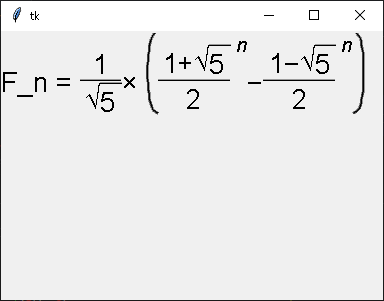 tk
F_n = 1/√5 × ( (1+√5)/2 ^n − (1−√5)/2 ^n )